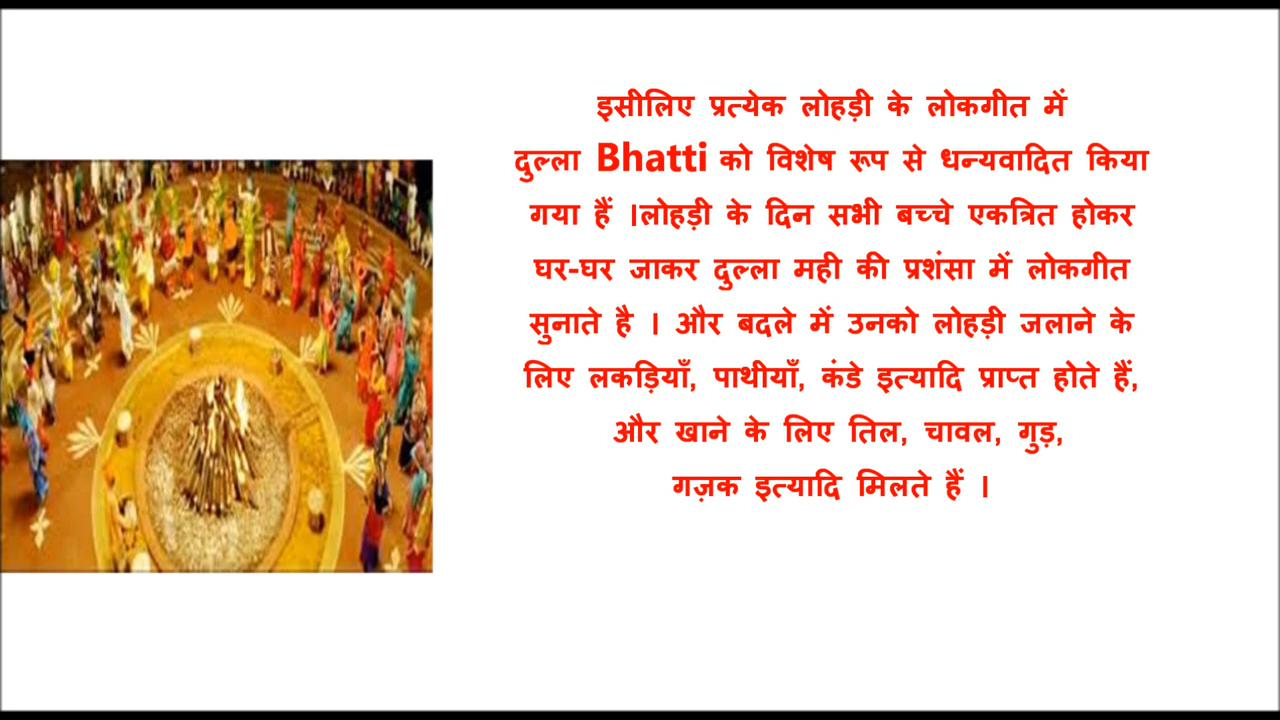 इसीलिए प्रत्येक लोहड़ी के लोकगीत में
दुल्ला Bhatti को विशेष रूप से धन्यवादित किया
गया हैं ।लोहड़ी के दिन सभी बच्चे एकत्रित होकर
घर-घर जाकर दुल्ला मही की प्रशंसा में लोकगीत
सुनाते है । और बदले में उनको लोहड़ी जलाने के
लिए लकड़ियाँ, पाथीयाँ, कंडे इत्यादि प्राप्त होते हैं,
और खाने के लिए तिल, चावल, गुड़,
गज़क इत्यादि मिलते हैं ।